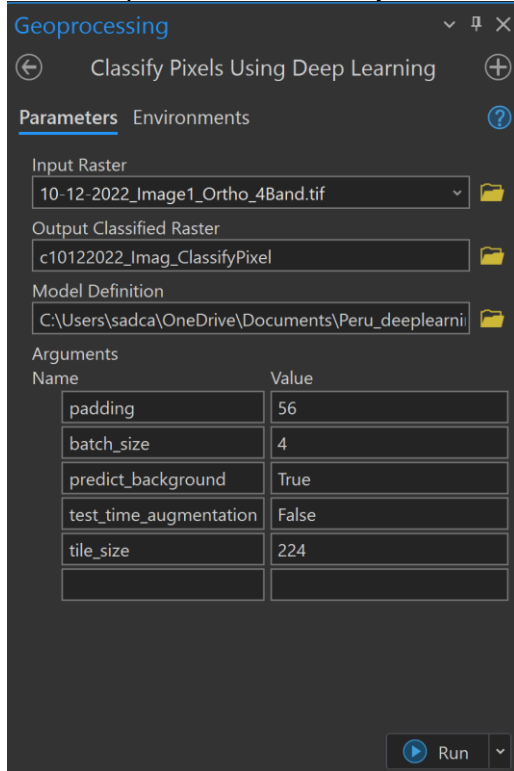 Geoprocessing
Classify Pixels Using Deep Learning
Parameters Environments
?
Input Raster
10-12-2022_Image1_Ortho_4Band.tif
Output Classified Raster
c10122022_Imag_ClassifyPixel
Model Definition
C:\Users\sadca\OneDrive\Documents\Peru_deeplearni
Arguments
Name Value
padding 56
batch_size 4
predict_background True
test_time_augmentation False
tile_size 224
Run